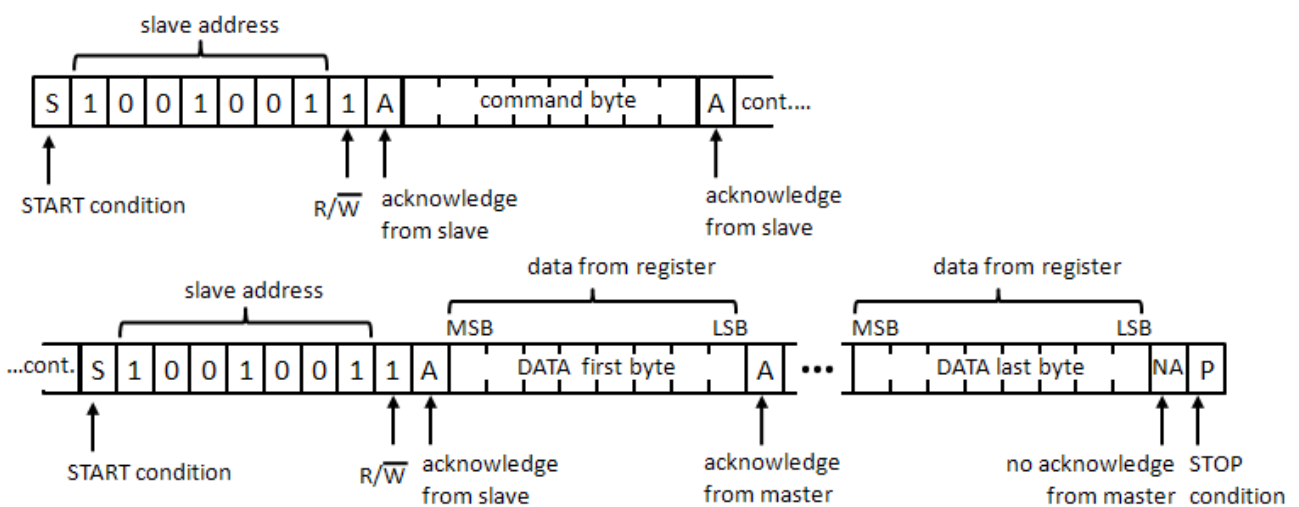 slave address
S 1 0 0 1 0 0 1 1 A command byte A cont....
START condition
R/W
acknowledge
from slave
acknowledge
from slave
data from register
data from register
slave address
MSB LSB MSB LSB
...cont. S 1 0 0 1 0 0 1 1 A DATA first byte A ••• DATA last byte NA P
START condition
R/W
acknowledge
from slave
acknowledge
from master
no acknowledge
from master
STOP
condition